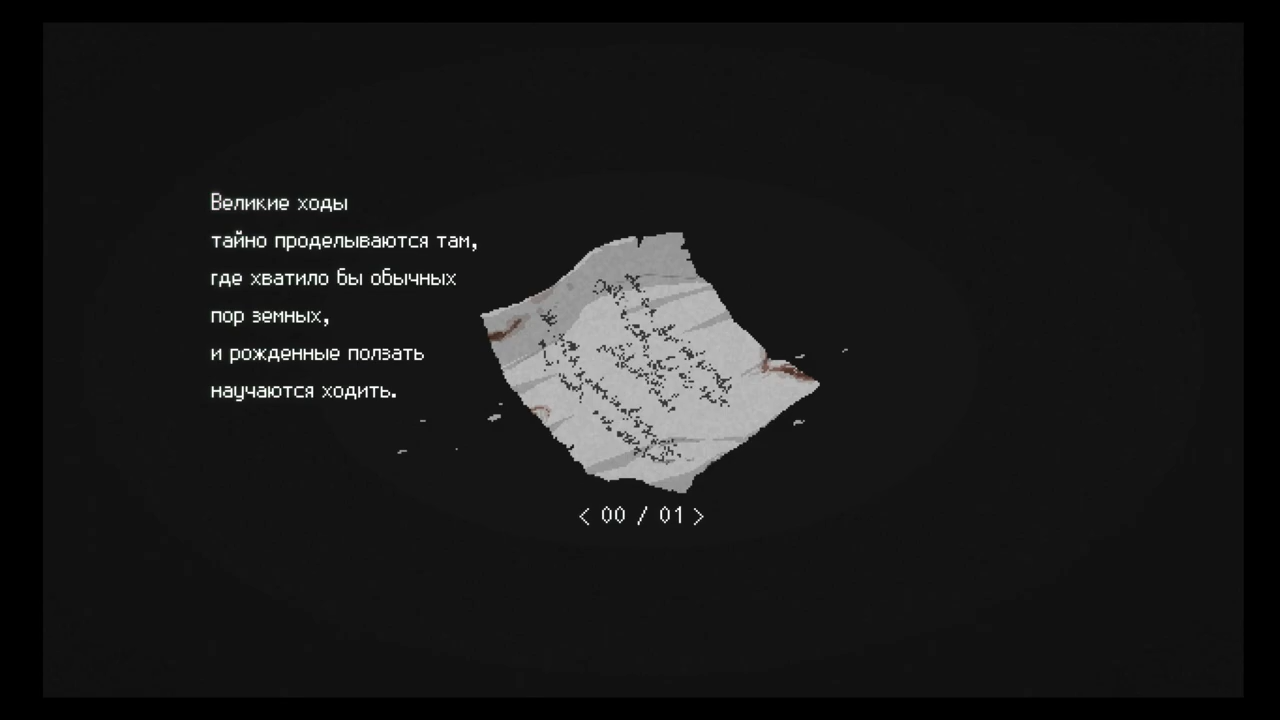 Великие ходы
тайно проделываются там,
где хватило бы обычных
пор земных,
и рожденные ползать
научаются ходить.
< 00 / 01 >